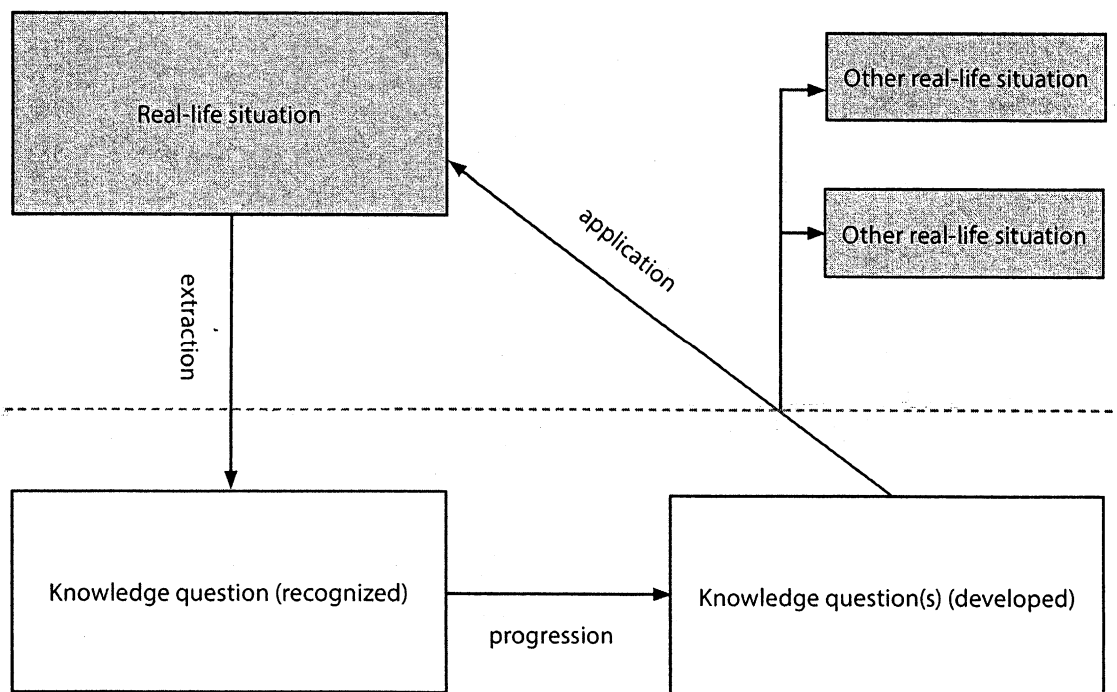 Real-life situation
Other real-life situation
Other real-life situation
application
extraction
Knowledge question (recognized)
progression
Knowledge question(s) (developed)